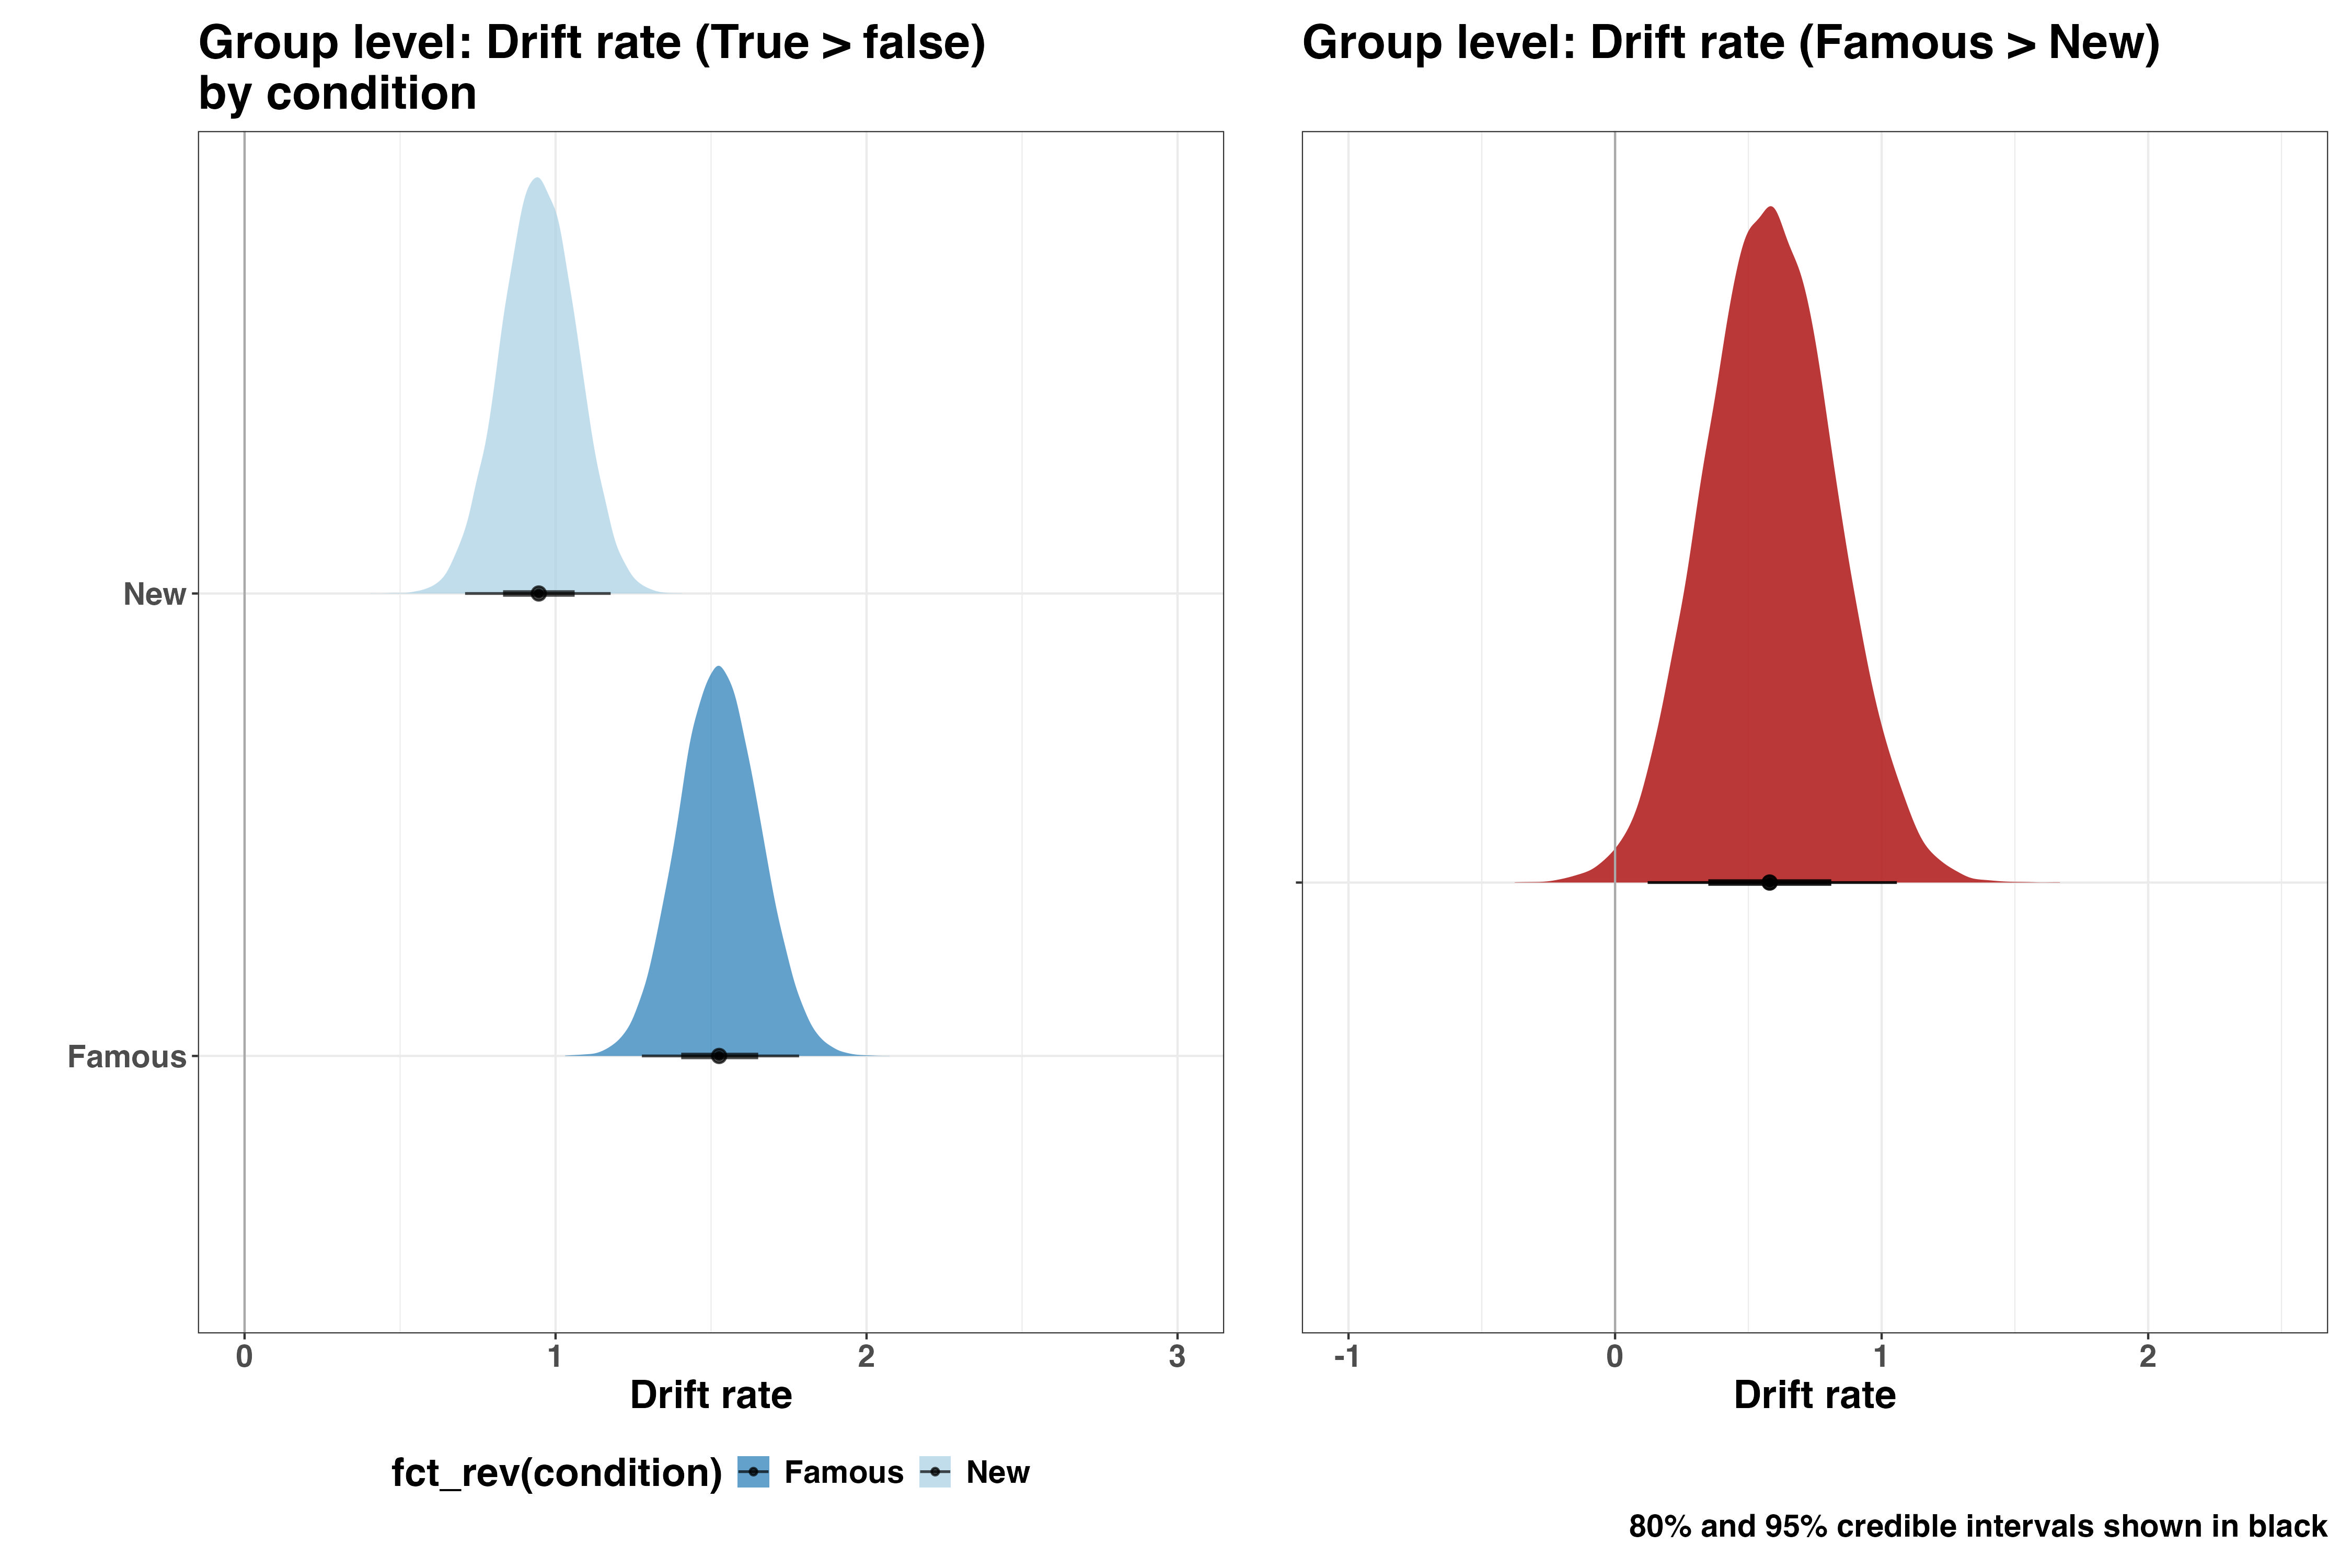 Group level: Drift rate (True > false)
by condition
Group level: Drift rate (Famous > New)
New
Famous
0 1 2 3
-1 0 1 2
Drift rate
Drift rate
fct_rev(condition) Famous New
80% and 95% credible intervals shown in black